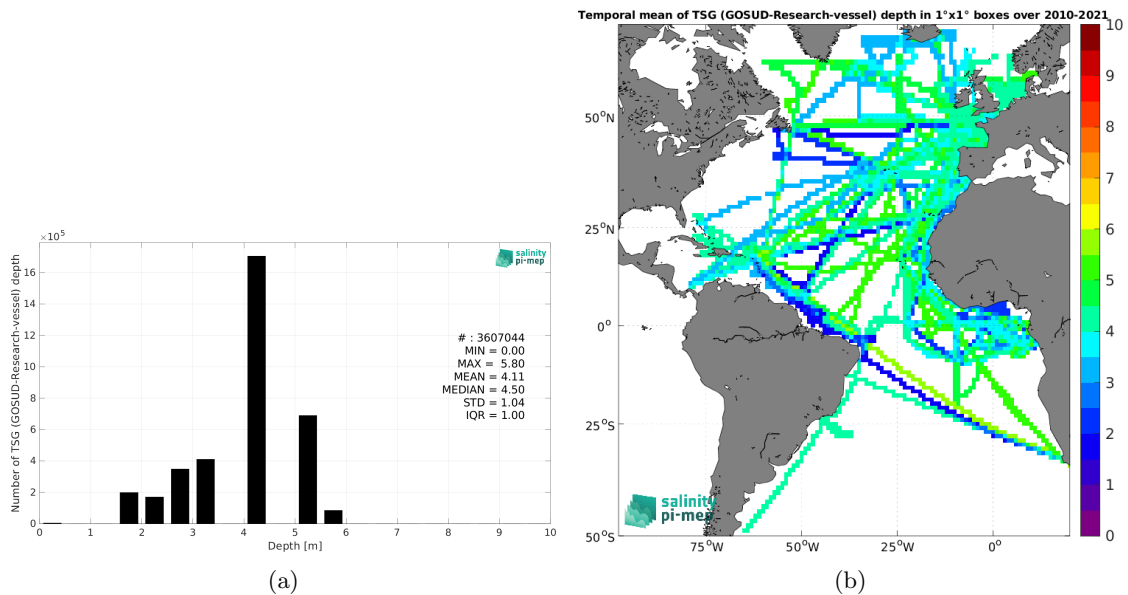 Temporal mean of TSG (GOSUD-Research-vessel) depth in 1°x1° boxes over 2010-2021
×10⁵
Number of TSG (GOSUD-Research-vessel) depth
16
14
12
10
8
6
4
2
0
0 1 2 3 4 5 6 7 8 9 10
Depth [m]
salinity
pi-mep
# : 3607044
MIN = 0.00
MAX = 5.80
MEAN = 4.11
MEDIAN = 4.50
STD = 1.04
IQR = 1.00
(a)
50°N
25°N
0°
25°S
50°S
75°W 50°W 25°W 0°
salinity
pi-mep
10
9
8
7
6
5
4
3
2
1
0
(b)